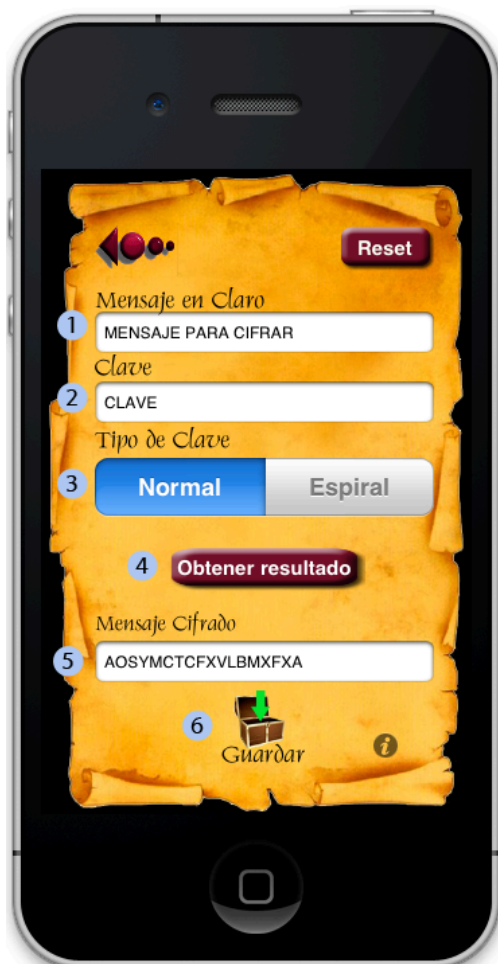 Reset
Mensaje en Claro
1 MENSAJE PARA CIFRAR
Clave
2 CLAVE
Tipo de Clave
3 Normal Espiral
4 Obtener resultado
Mensaje Cifrado
5 AOSYMCTCFXVLBMXFXA
6
Guardar i